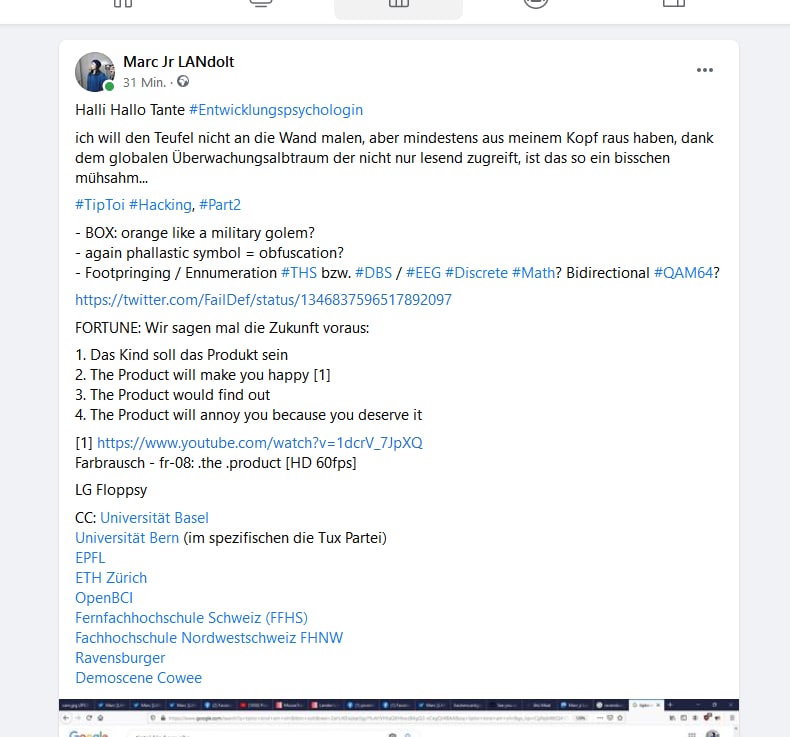 Marc Jr LANdolt
31 Min. ·
Halli Hallo Tante #Entwicklungspsychologin
ich will den Teufel nicht an die Wand malen, aber mindestens aus meinem Kopf raus haben, dank
dem globalen Überwachungsalbtraum der nicht nur lesend zugreift, ist das so ein bisschen
mühsahm...
#TipToi #Hacking, #Part2
- BOX: orange like a military golem?
- again phallastic symbol = obfuscation?
- Footpringing / Ennumeration #THS bzw. #DBS / #EEG #Discrete #Math? Bidirectional #QAM64?
https://twitter.com/FailDef/status/1346837596517892097
FORTUNE: Wir sagen mal die Zukunft voraus:
1. Das Kind soll das Produkt sein
2. The Product will make you happy [1]
3. The Product would find out
4. The Product will annoy you because you deserve it
[1] https://www.youtube.com/watch?v=1dcrV_7JpXQ
Farbrausch - fr-08: .the .product [HD 60fps]
LG Floppsy
CC: Universität Basel
Universität Bern (im spezifischen die Tux Partei)
EPFL
ETH Zürich
OpenBCI
Fernfachhochschule Schweiz (FFHS)
Fachhochschule Nordwestschweiz FHNW
Ravensburger
Demoscene Cowee
Google